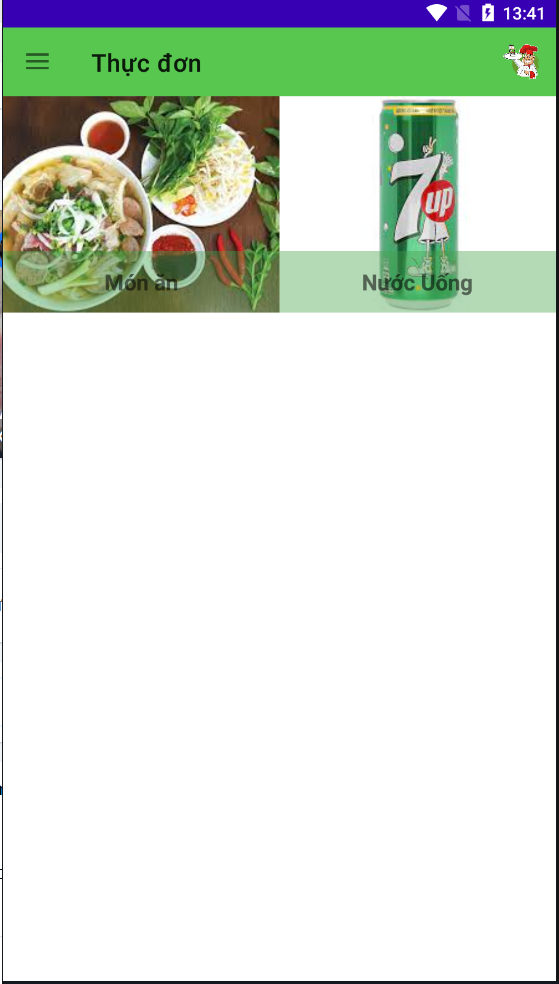 13:41
Thực đơn
7up
Món ăn
Nước Uống